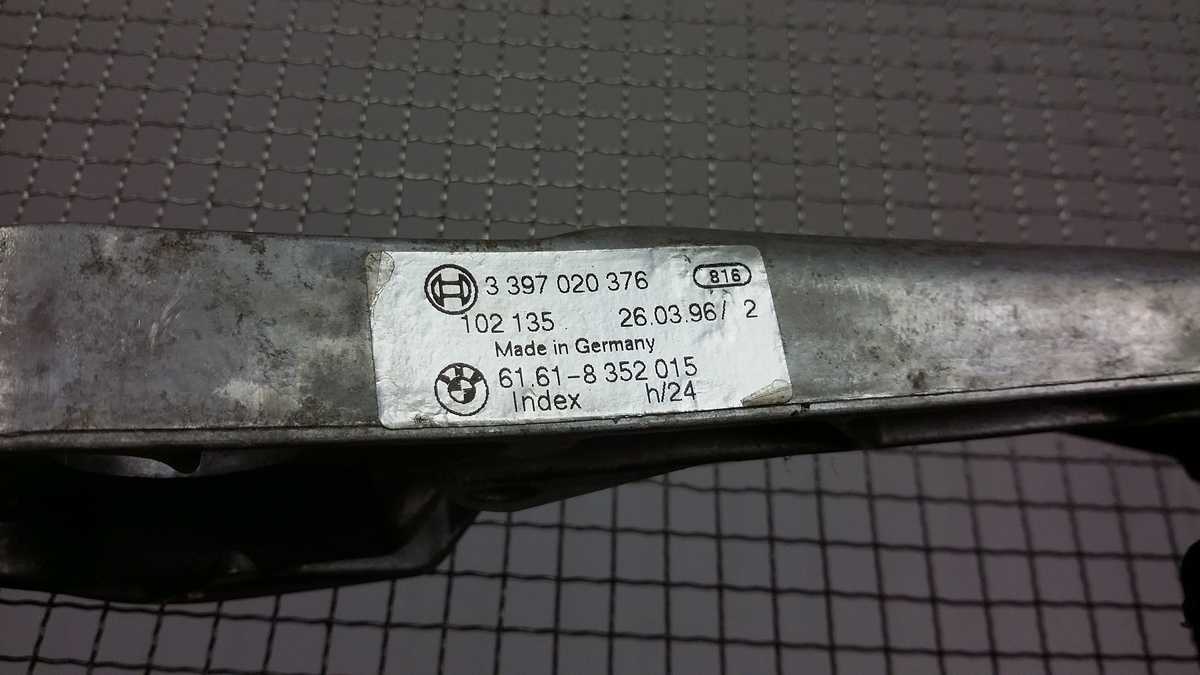 3 397 020 376 816
102 135 26.03.96/ 2
Made in Germany
61.61-8 352 015
Index h/24